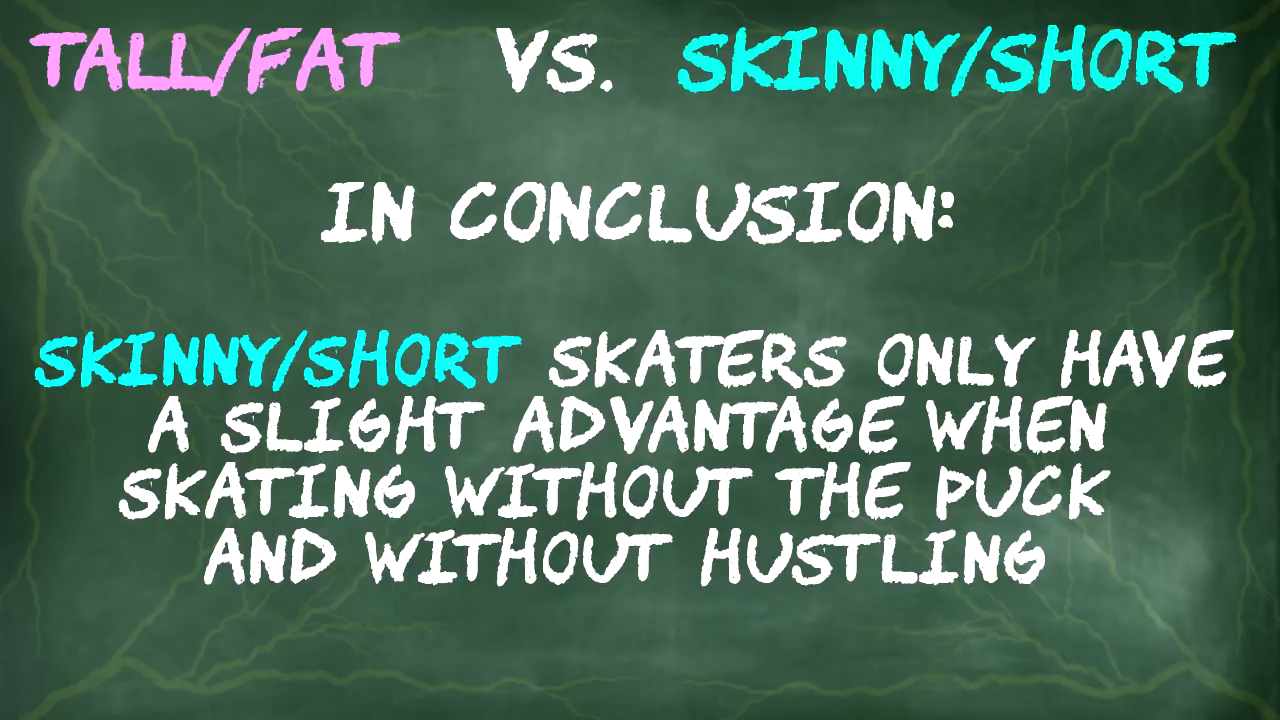 TALL/FAT VS. SKINNY/SHORT
IN CONCLUSION:
SKINNY/SHORT SKATERS ONLY HAVE
A SLIGHT ADVANTAGE WHEN
SKATING WITHOUT THE PUCK
AND WITHOUT HUSTLING